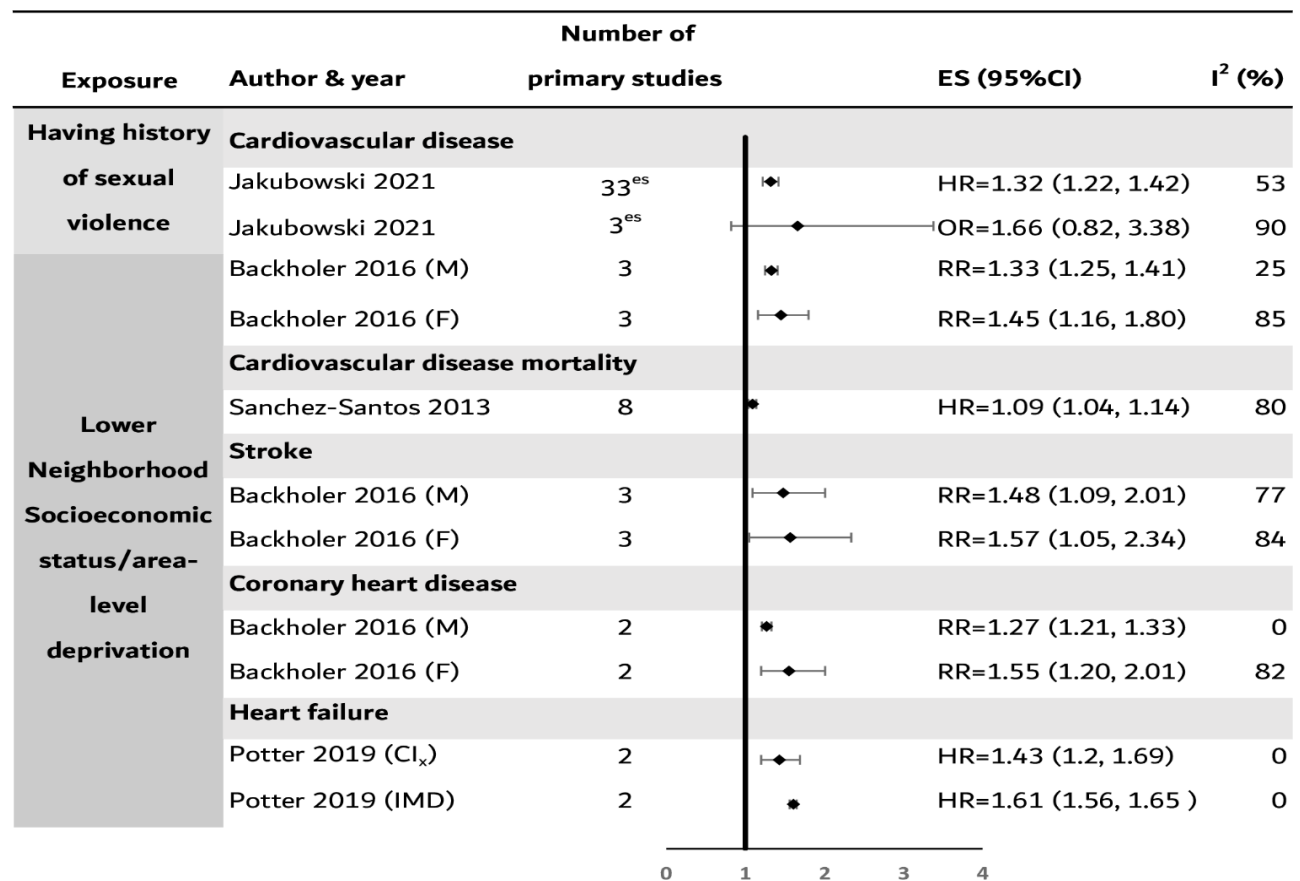 Exposure Author & year Number of primary studies ES (95%CI) I² (%)
Having history of sexual violence
Cardiovascular disease
Jakubowski 2021 33^es HR=1.32 (1.22, 1.42) 53
Jakubowski 2021 3^es OR=1.66 (0.82, 3.38) 90
Lower Neighborhood Socioeconomic status/area-level deprivation
Backholer 2016 (M) 3 RR=1.33 (1.25, 1.41) 25
Backholer 2016 (F) 3 RR=1.45 (1.16, 1.80) 85
Cardiovascular disease mortality
Sanchez-Santos 2013 8 HR=1.09 (1.04, 1.14) 80
Stroke
Backholer 2016 (M) 3 RR=1.48 (1.09, 2.01) 77
Backholer 2016 (F) 3 RR=1.57 (1.05, 2.34) 84
Coronary heart disease
Backholer 2016 (M) 2 RR=1.27 (1.21, 1.33) 0
Backholer 2016 (F) 2 RR=1.55 (1.20, 2.01) 82
Heart failure
Potter 2019 (CIₓ) 2 HR=1.43 (1.2, 1.69) 0
Potter 2019 (IMD) 2 HR=1.61 (1.56, 1.65 ) 0
0 1 2 3 4